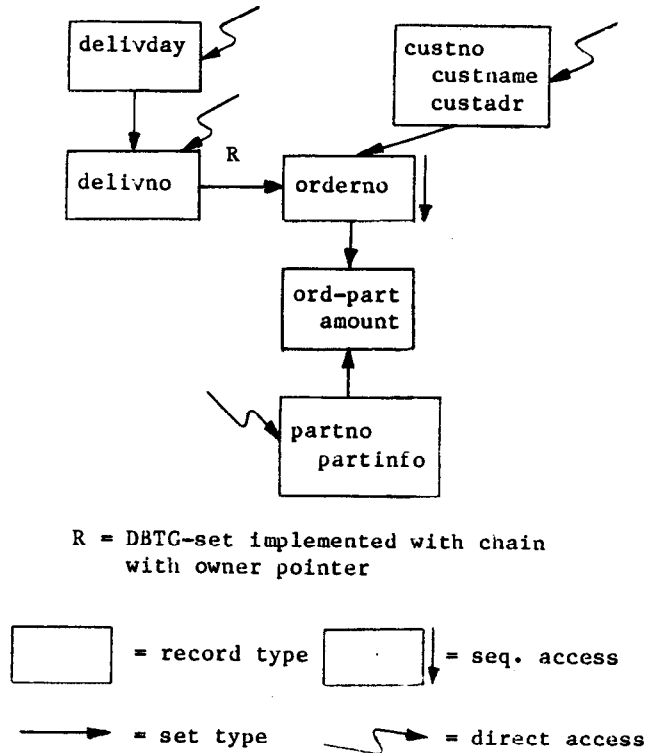 delivday
custno
custname
custadr
delivno
R
orderno
ord-part
amount
partno
partinfo
R = DBTG-set implemented with chain
with owner pointer
= record type
= seq. access
= set type
= direct access